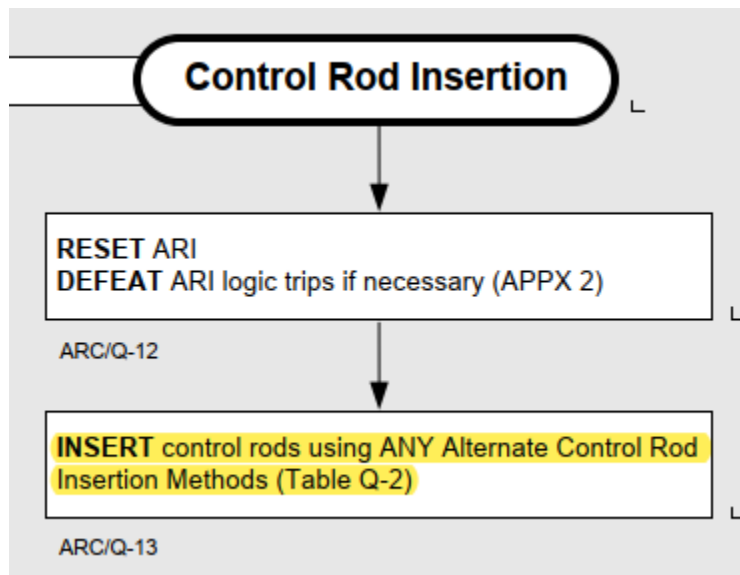 Control Rod Insertion
RESET ARI
DEFEAT ARI logic trips if necessary (APPX 2)
ARC/Q-12
INSERT control rods using ANY Alternate Control Rod
Insertion Methods (Table Q-2)
ARC/Q-13